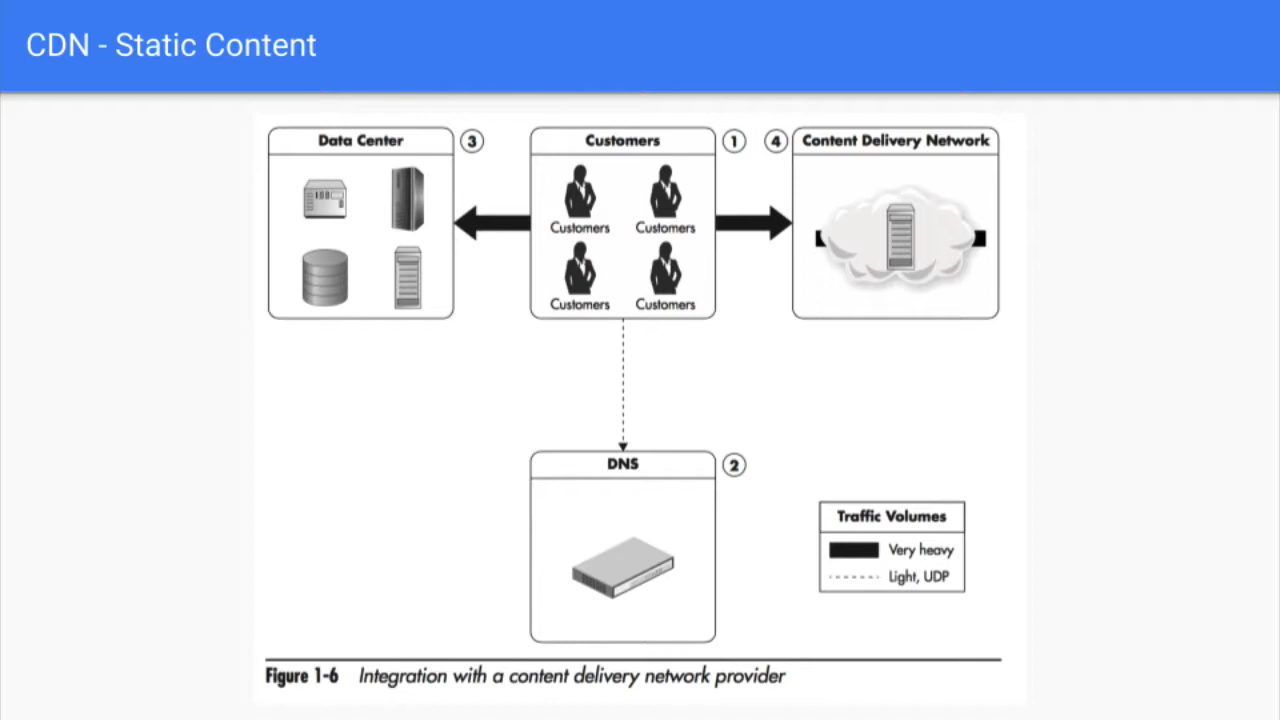 CDN - Static Content
Data Center
3
Customers
1
4
Content Delivery Network
Customers
Customers
Customers
Customers
DNS
2
Traffic Volumes
Very heavy
Light, UDP
Figure 1-6 Integration with a content delivery network provider